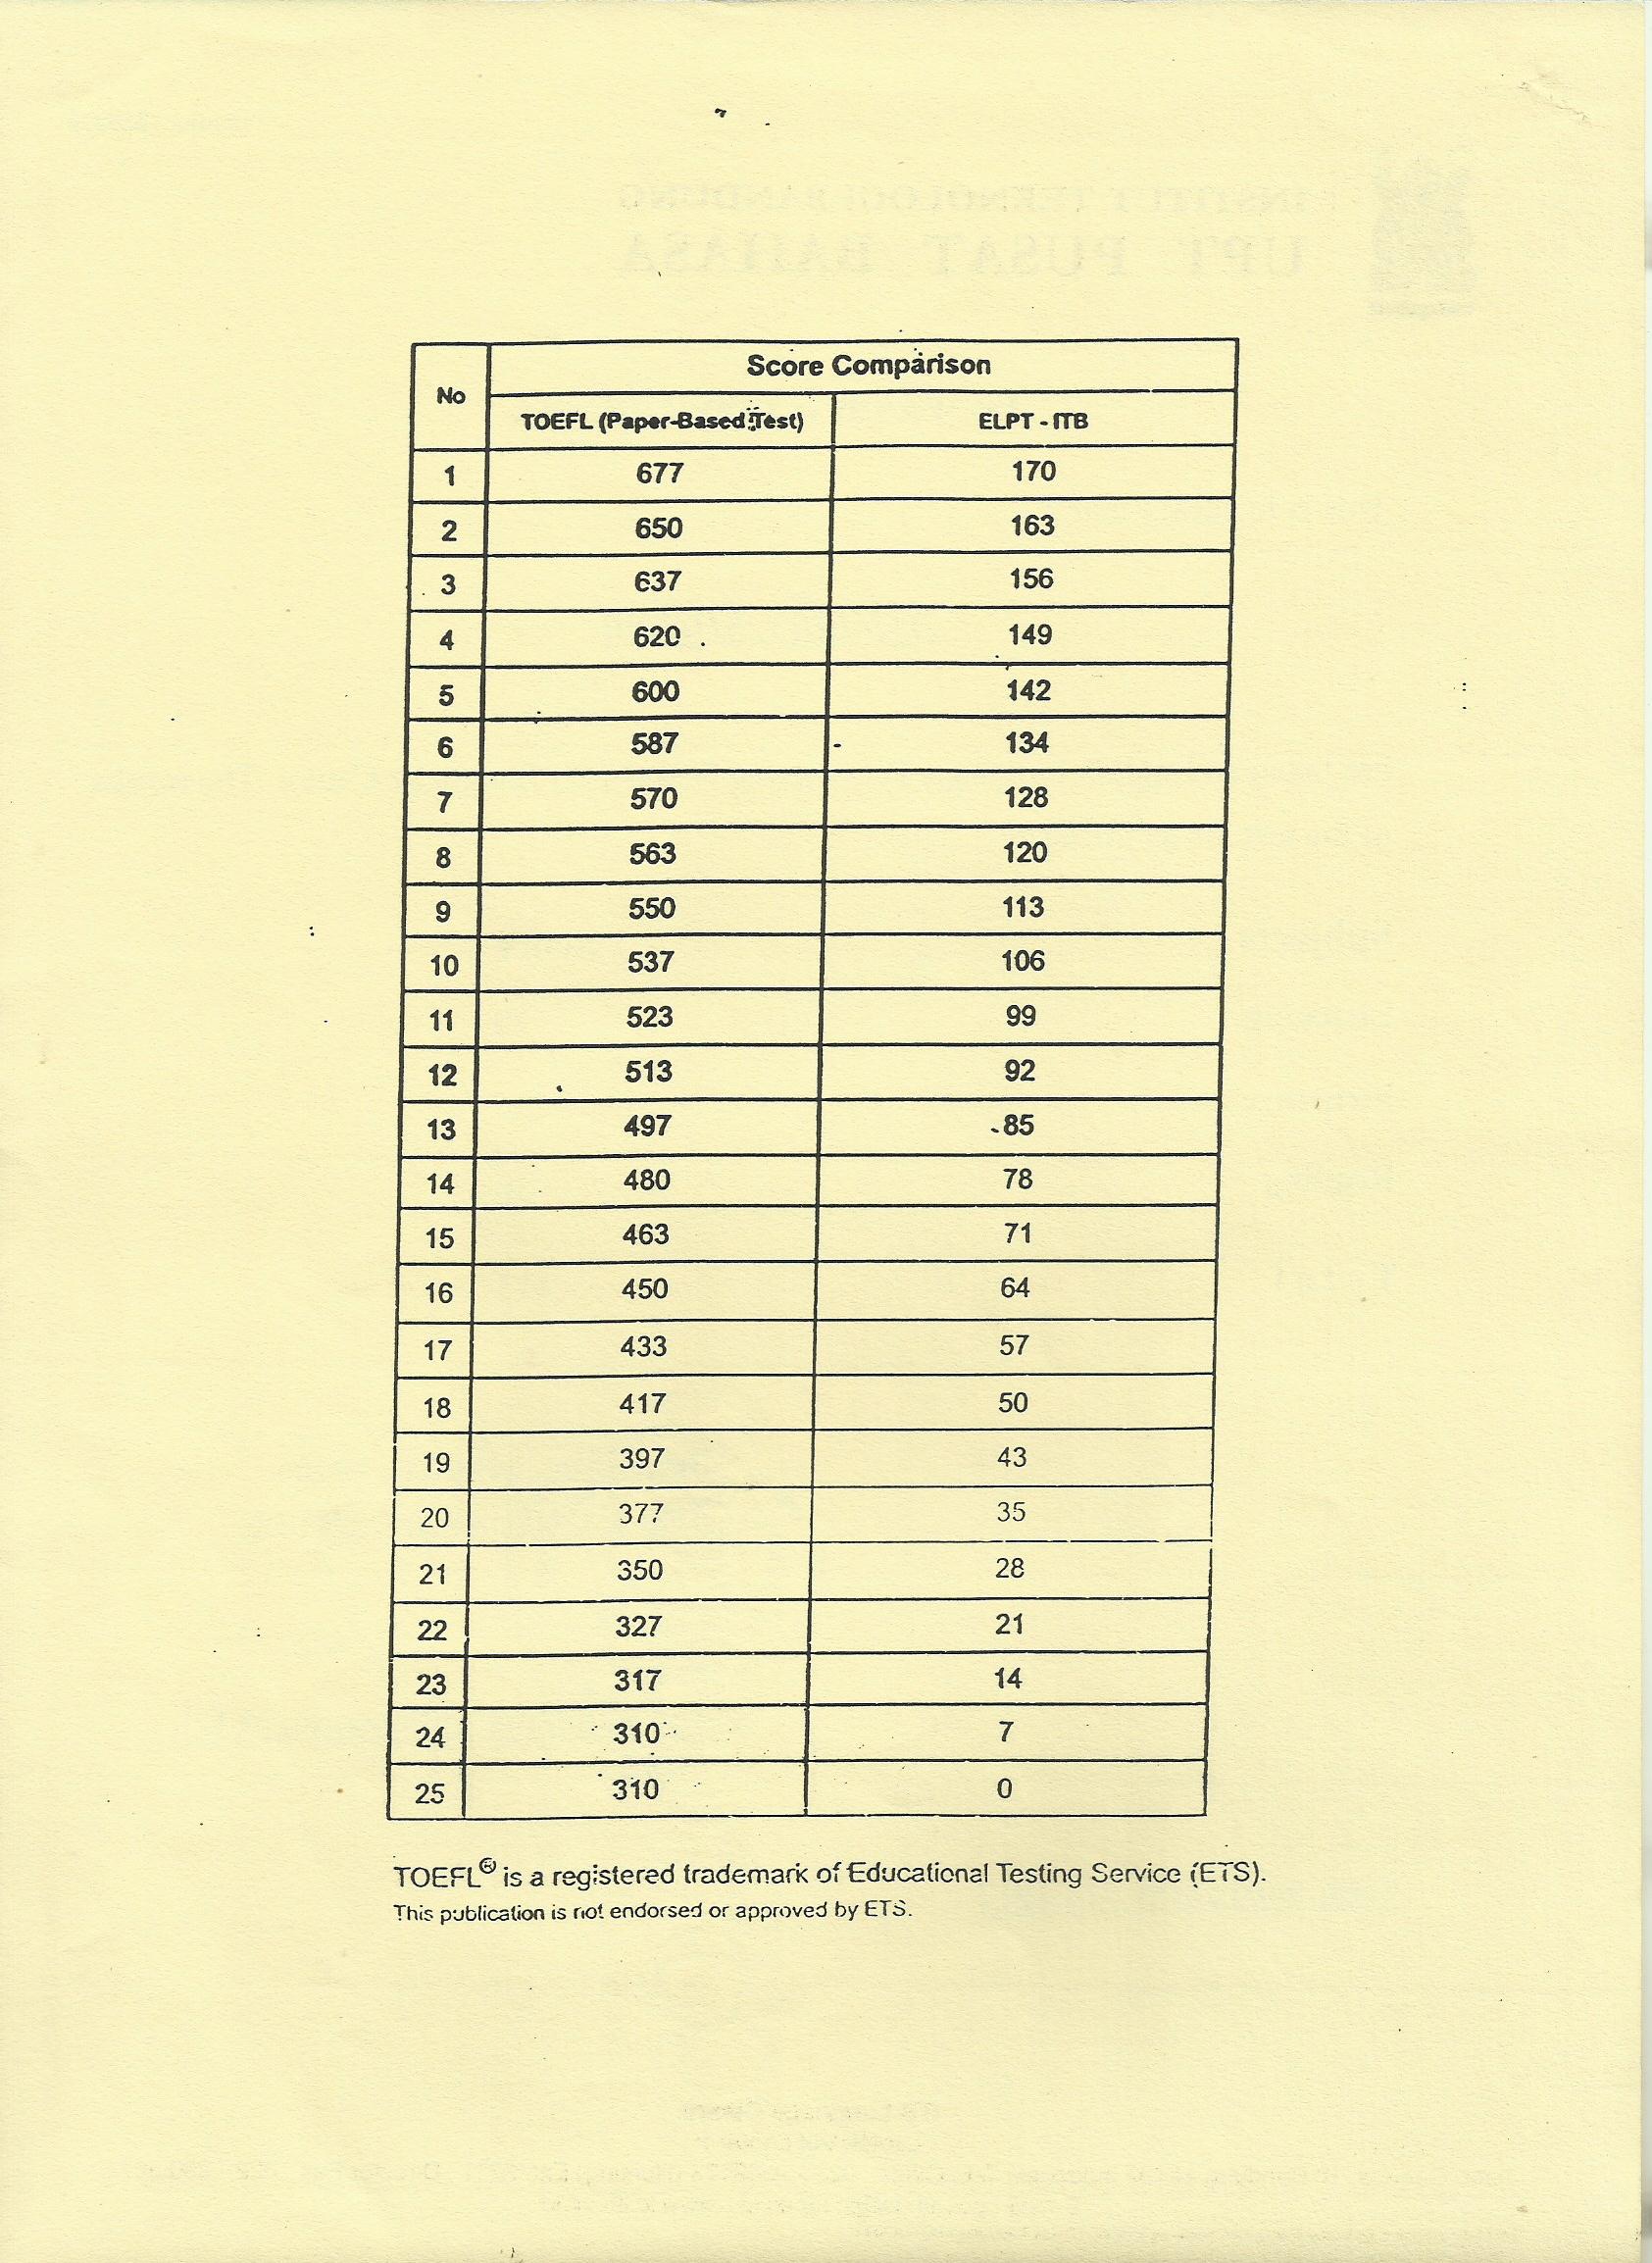 Score Comparison
No
TOEFL (Paper-Based Test) ELPT - ITB
1 677 170
2 650 163
3 637 156
4 620 149
5 600 142
6 587 134
7 570 128
8 563 120
9 550 113
10 537 106
11 523 99
12 513 92
13 497 85
14 480 78
15 463 71
16 450 64
17 433 57
18 417 50
19 397 43
20 377 35
21 350 28
22 327 21
23 317 14
24 310 7
25 310 0
TOEFL® is a registered trademark of Educational Testing Service (ETS).
This publication is not endorsed or approved by ETS.